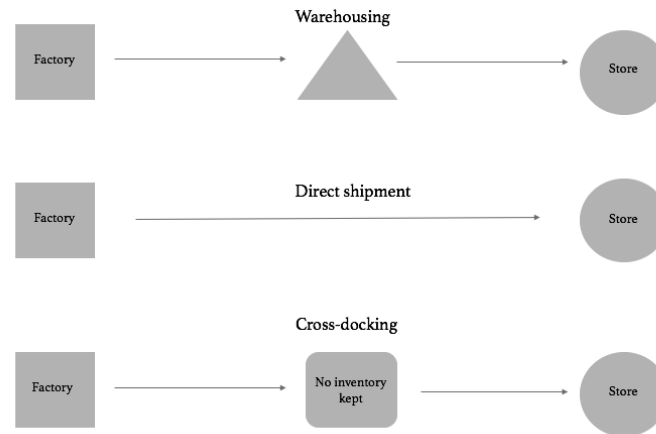 Warehousing
Factory
Store
Direct shipment
Factory
Store
Cross-docking
Factory
No inventory
kept
Store